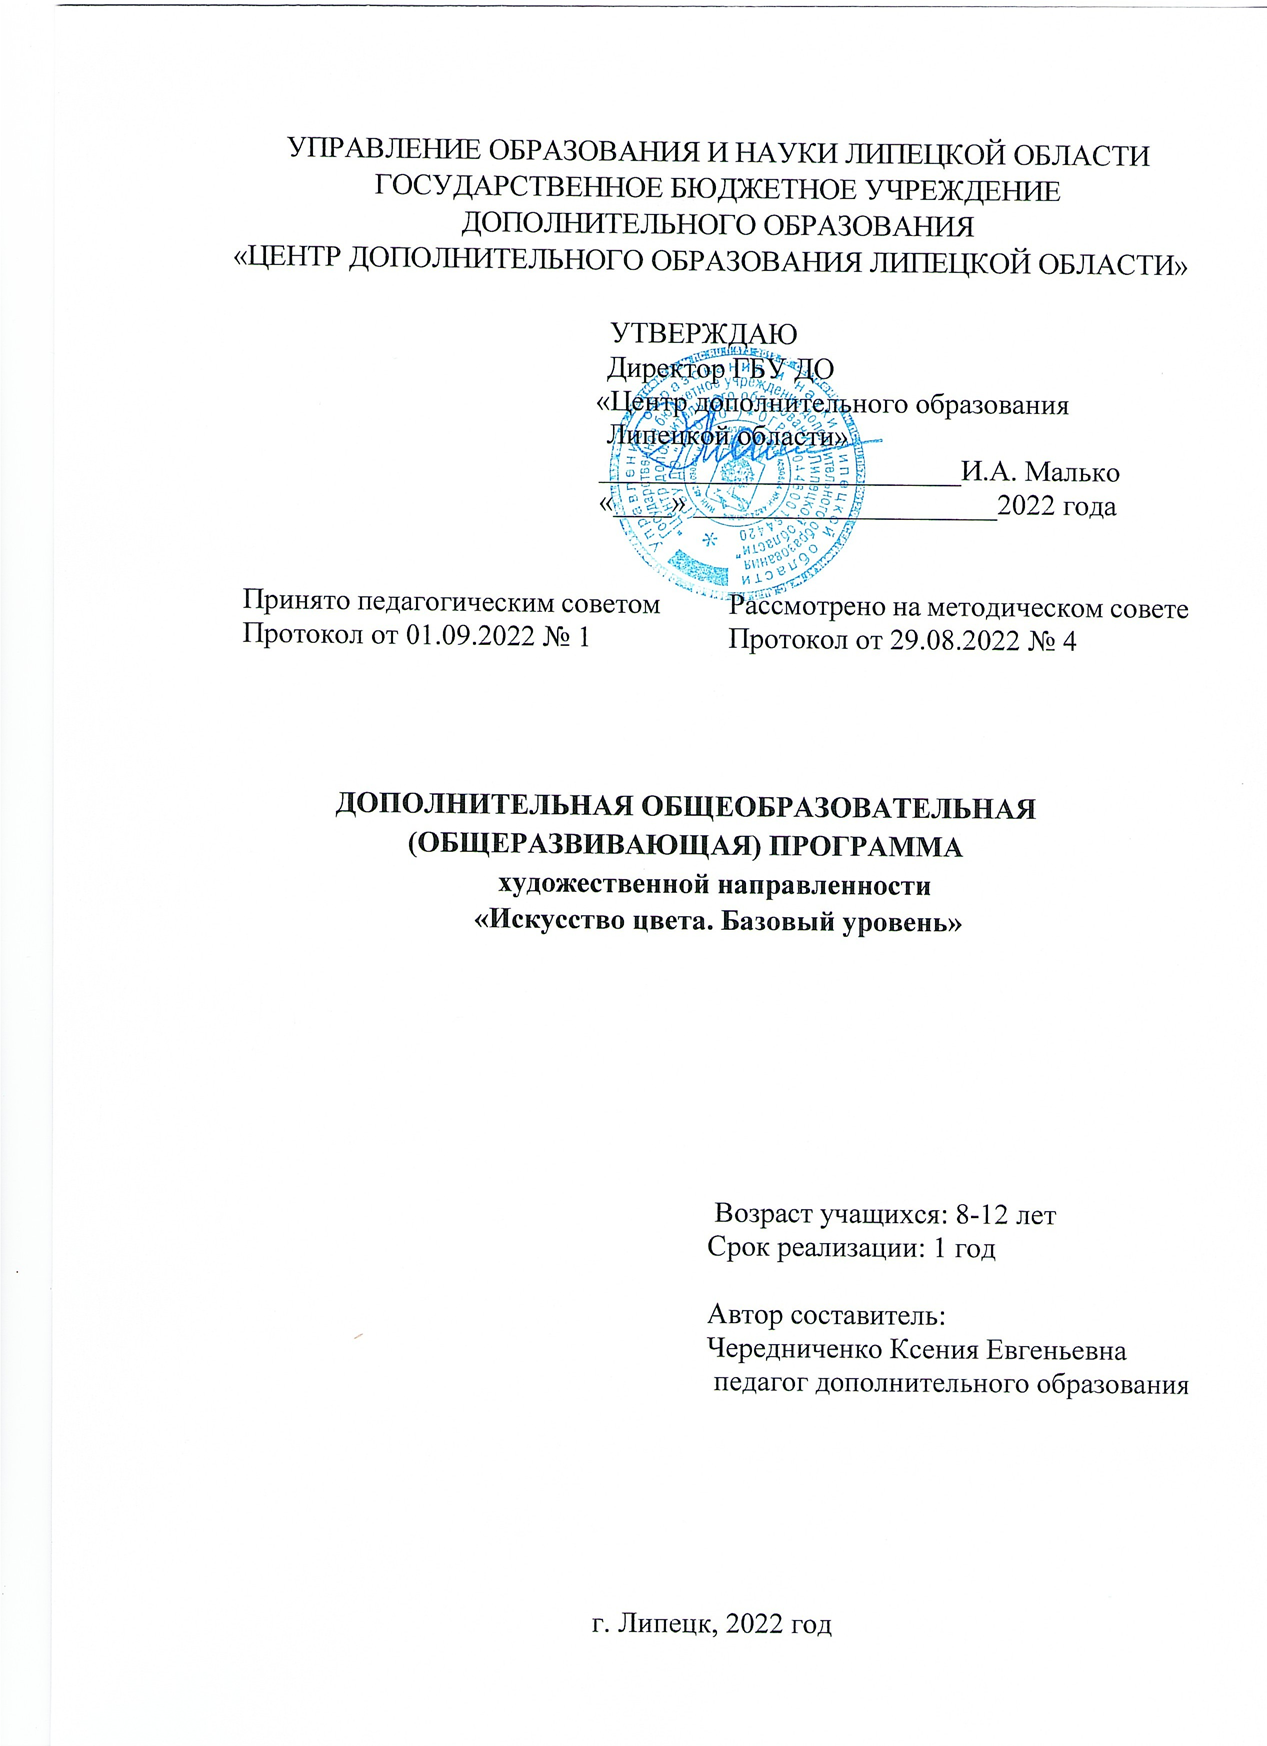 УПРАВЛЕНИЕ ОБРАЗОВАНИЯ И НАУКИ ЛИПЕЦКОЙ ОБЛАСТИ
ГОСУДАРСТВЕННОЕ БЮДЖЕТНОЕ УЧРЕЖДЕНИЕ
ДОПОЛНИТЕЛЬНОГО ОБРАЗОВАНИЯ
«ЦЕНТР ДОПОЛНИТЕЛЬНОГО ОБРАЗОВАНИЯ ЛИПЕЦКОЙ ОБЛАСТИ»
УТВЕРЖДАЮ
Директор ГБУ ДО
«Центр дополнительного образования
Липецкой области»
И.А. Малько
«____»_____________________2022 года
Принято педагогическим советом
Протокол от 01.09.2022 № 1
Рассмотрено на методическом совете
Протокол от 29.08.2022 № 4
ДОПОЛНИТЕЛЬНАЯ ОБЩЕОБРАЗОВАТЕЛЬНАЯ
(ОБЩЕРАЗВИВАЮЩАЯ) ПРОГРАММА
художественной направленности
«Искусство цвета. Базовый уровень»
Возраст учащихся: 8-12 лет
Срок реализации: 1 год
Автор составитель:
Чередниченко Ксения Евгеньевна
педагог дополнительного образования
г. Липецк, 2022 год